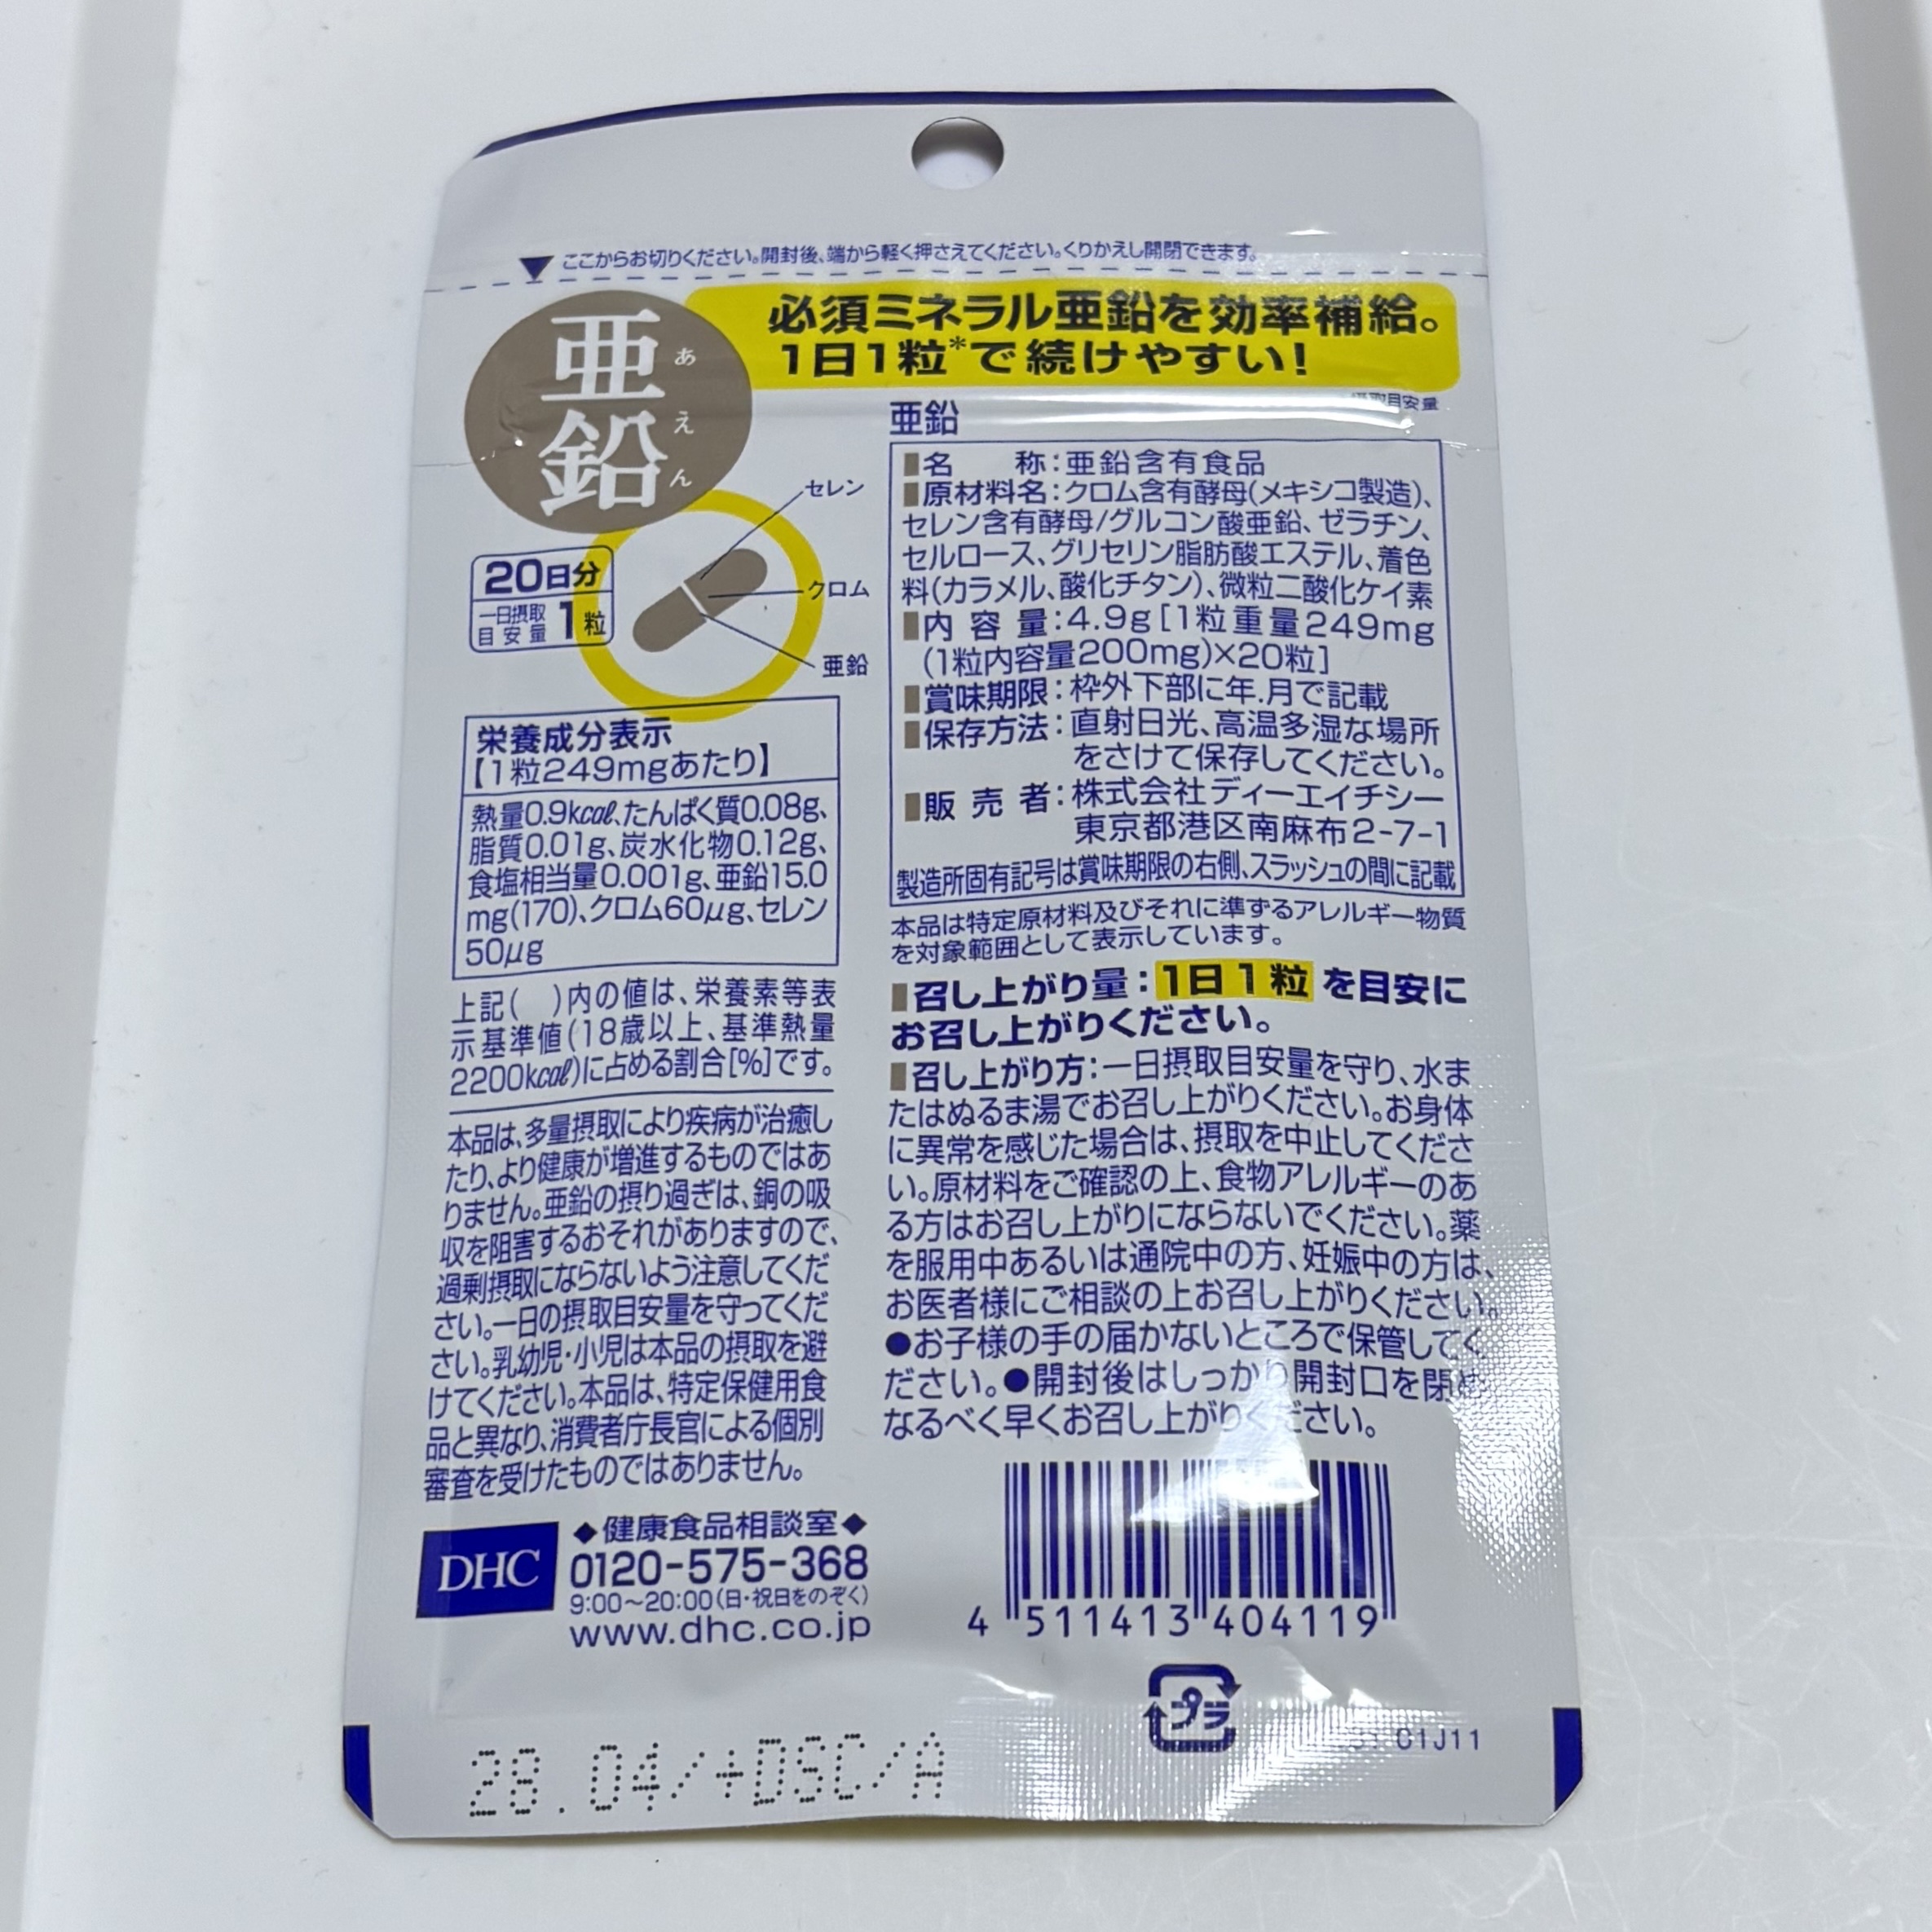 ここからお切りください。開封後、端から軽く押さえてください。くりかえし開閉できます。
必須ミネラル亜鉛を効率補給。
1日1粒*で続けやすい!
目安量
亜鉛
あえん
セレン
クロム
亜鉛
20日分
一日摂取
目安量 1粒
栄養成分表示
【1粒249mgあたり】
熱量0.9kcal、たんぱく質0.08g、
脂質0.01g、炭水化物0.12g、
食塩相当量0.001g、亜鉛15.0
mg(170)、クロム60μg、セレン
50μg
上記(　)内の値は、栄養素等表
示基準値(18歳以上、基準熱量
2200kcal)に占める割合[%]です。
本品は、多量摂取により疾病が治癒し
たり、より健康が増進するものではあ
りません。亜鉛の摂り過ぎは、銅の吸
収を阻害するおそれがありますので、
過剰摂取にならないよう注意してくだ
さい。一日の摂取目安量を守ってくだ
さい。乳幼児・小児は本品の摂取を避
けてください。本品は、特定保健用食
品と異なり、消費者庁長官による個別
審査を受けたものではありません。
亜鉛
名　　称:亜鉛含有食品
原材料名:クロム含有酵母(メキシコ製造)、
セレン含有酵母/グルコン酸亜鉛、ゼラチン、
セルロース、グリセリン脂肪酸エステル、着色
料(カラメル、酸化チタン)、微粒二酸化ケイ素
内 容 量:4.9g[1粒重量249mg
(1粒内容量200mg)×20粒]
賞味期限:枠外下部に年.月で記載
保存方法:直射日光、高温多湿な場所
をさけて保存してください。
販 売 者:株式会社ディーエイチシー
東京都港区南麻布2-7-1
製造所固有記号は賞味期限の右側、スラッシュの間に記載
本品は特定原材料及びそれに準ずるアレルギー物質
を対象範囲として表示しています。
召し上がり量:1日1粒を目安に
お召し上がりください。
召し上がり方:一日摂取目安量を守り、水ま
たはぬるま湯でお召し上がりください。お身体
に異常を感じた場合は、摂取を中止してくださ
い。原材料をご確認の上、食物アレルギーのあ
る方はお召し上がりにならないでください。薬
を服用中あるいは通院中の方、妊娠中の方は、
お医者様にご相談の上お召し上がりください。
●お子様の手の届かないところで保管してく
ださい。●開封後はしっかり開封口を閉め
なるべく早くお召し上がりください。
DHC
◆健康食品相談室◆
0120-575-368
9:00～20:00(日・祝日をのぞく)
www.dhc.co.jp
4 511413 404119
プラ
C1J11
28.04/+DSC/A